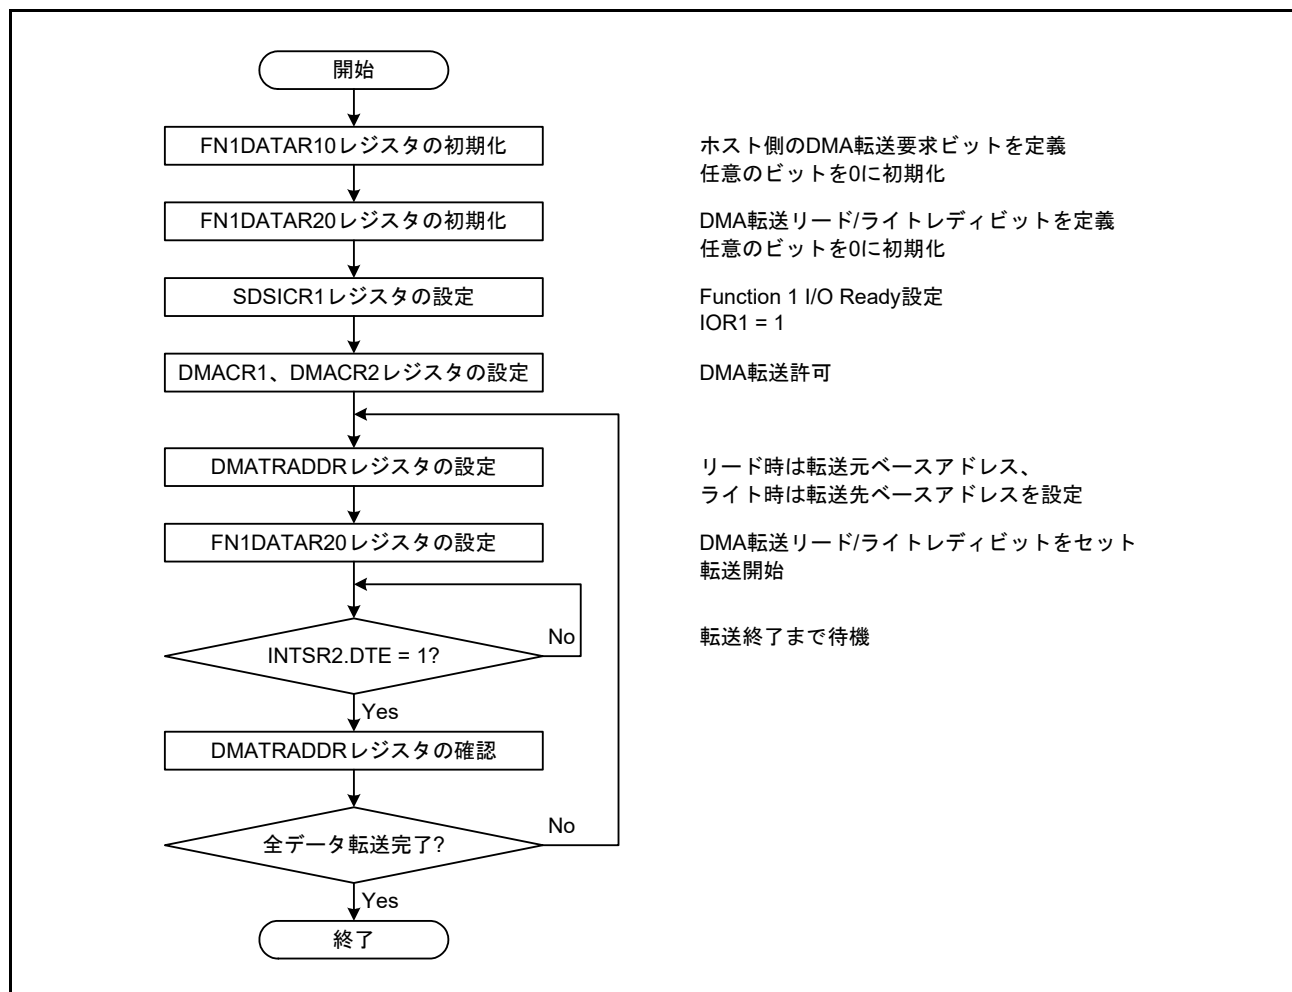 開始
FN1DATAR10レジスタの初期化
ホスト側のDMA転送要求ビットを定義
任意のビットを0に初期化
FN1DATAR20レジスタの初期化
DMA転送リード/ライトレディビットを定義
任意のビットを0に初期化
SDSICR1レジスタの設定
Function 1 I/O Ready設定
IOR1 = 1
DMACR1、DMACR2レジスタの設定
DMA転送許可
DMATRADDRレジスタの設定
リード時は転送元ベースアドレス、
ライト時は転送先ベースアドレスを設定
FN1DATAR20レジスタの設定
DMA転送リード/ライトレディビットをセット
転送開始
INTSR2.DTE = 1?
No
転送終了まで待機
Yes
DMATRADDRレジスタの確認
全データ転送完了?
No
Yes
終了